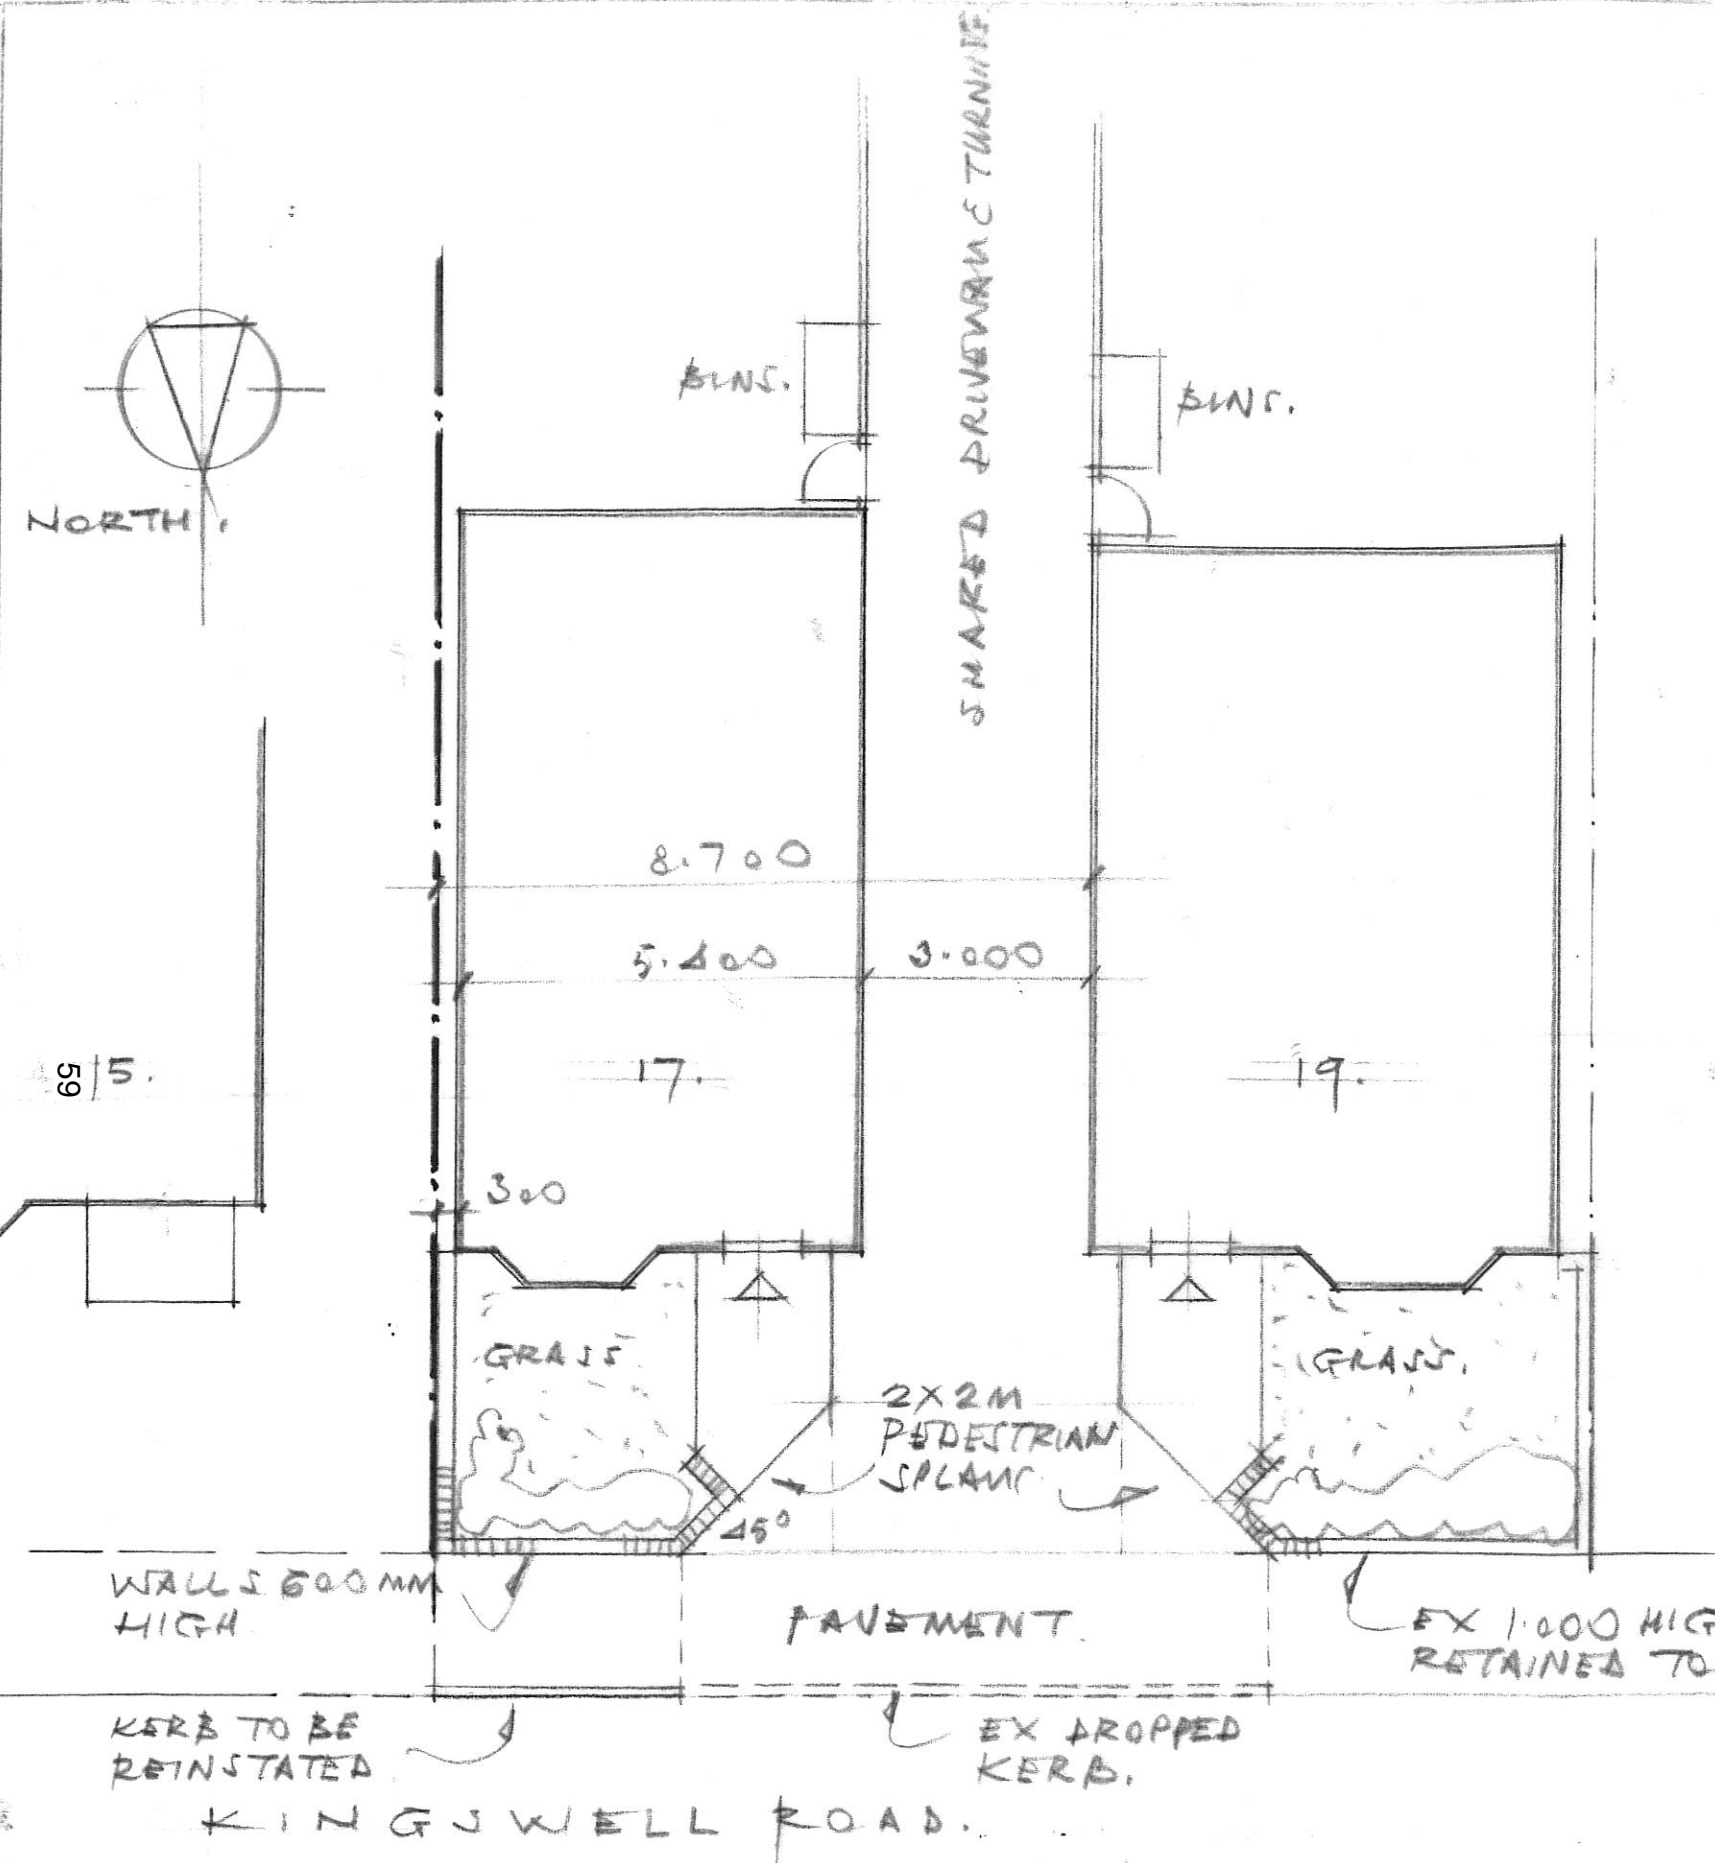 SHARED DRIVEWAY & TURNING
BINS.
BINS.
NORTH.
8.700
5.400
3.000
59
15.
17.
19.
300
GRASS
GRASS.
2X2M
PEDESTRIAN
SPLAYS
45°
WALLS 600MM
HIGH
PAVEMENT
EX 1.000 HIG
RETAINED TO
KERB TO BE
REINSTATED
EX DROPPED
KERB.
KINGSWELL ROAD.